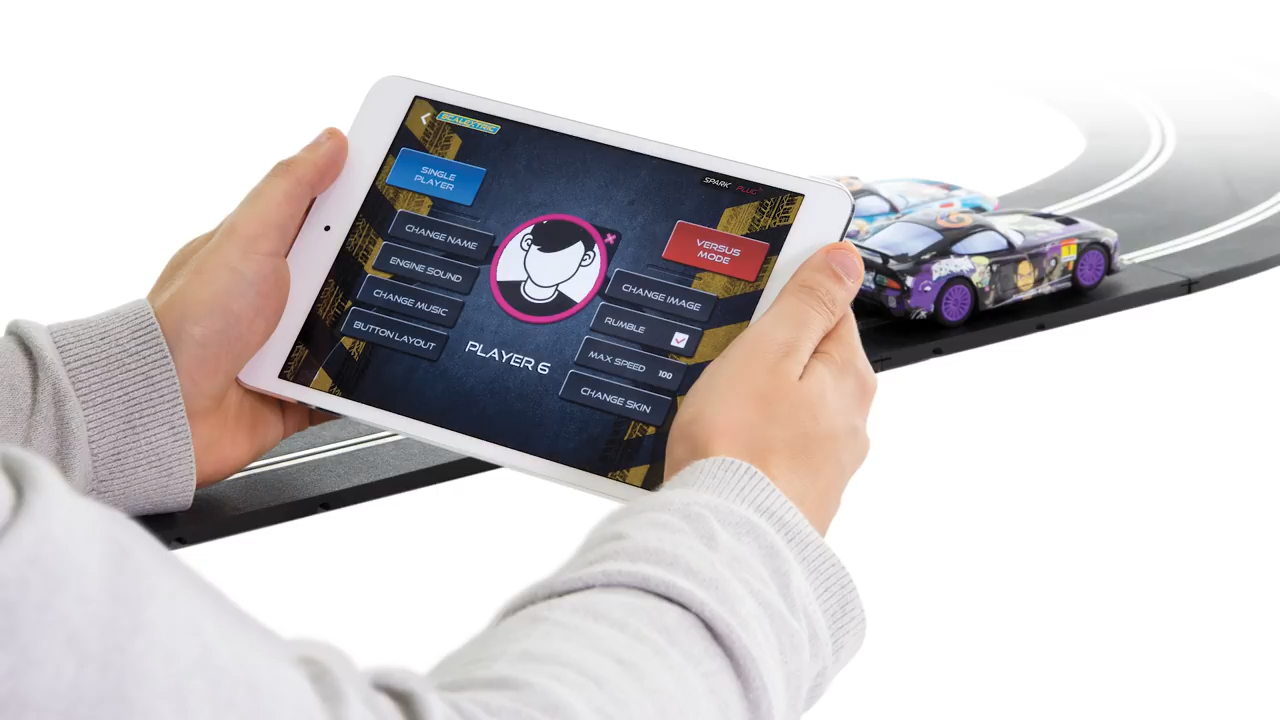 SCALEXTRIC
SPARK PLUG
SINGLE
PLAYER
CHANGE NAME
ENGINE SOUND
CHANGE MUSIC
BUTTON LAYOUT
PLAYER 6
VERSUS
MODE
CHANGE IMAGE
RUMBLE
MAX SPEED 100
CHANGE SKIN
1